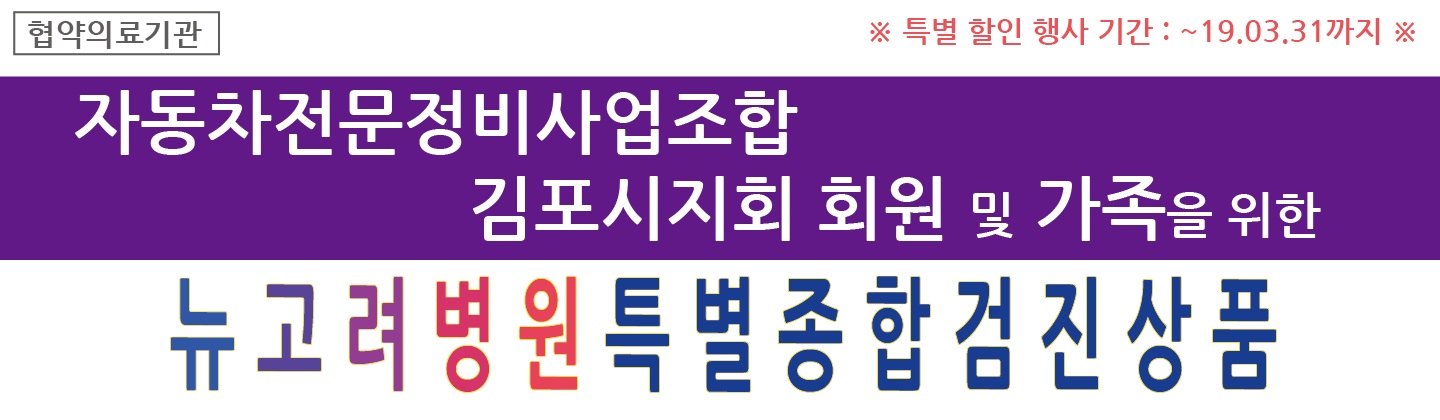 협약의료기관
※ 특별 할인 행사 기간 : ~19.03.31까지 ※
자동차전문정비사업조합
김포시지회 회원 및 가족을 위한
뉴고려병원특별종합검진상품